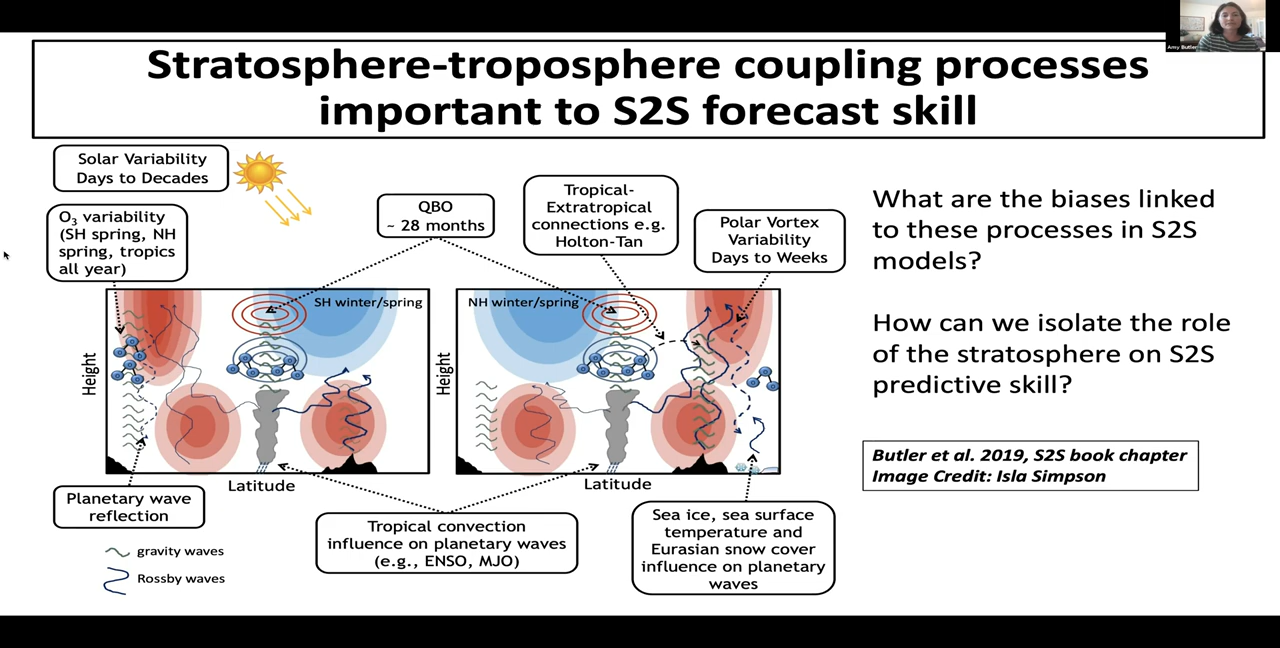 Amy Butler
Stratosphere-troposphere coupling processes
important to S2S forecast skill
Solar Variability
Days to Decades
O₃ variability
(SH spring, NH
spring, tropics
all year)
QBO
~ 28 months
Tropical-
Extratropical
connections e.g.
Holton-Tan
Polar Vortex
Variability
Days to Weeks
What are the biases linked
to these processes in S2S
models?
How can we isolate the role
of the stratosphere on S2S
predictive skill?
SH winter/spring
NH winter/spring
Height
Height
Latitude
Latitude
Butler et al. 2019, S2S book chapter
Image Credit: Isla Simpson
Planetary wave
reflection
Tropical convection
influence on planetary waves
(e.g., ENSO, MJO)
Sea ice, sea surface
temperature and
Eurasian snow cover
influence on planetary
waves
gravity waves
Rossby waves